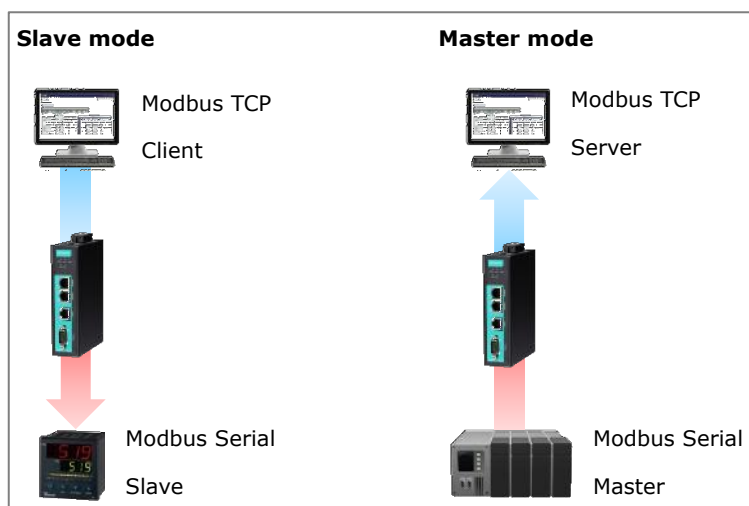 Slave mode
Modbus TCP
Client
Modbus Serial
Slave
Master mode
Modbus TCP
Server
Modbus Serial
Master